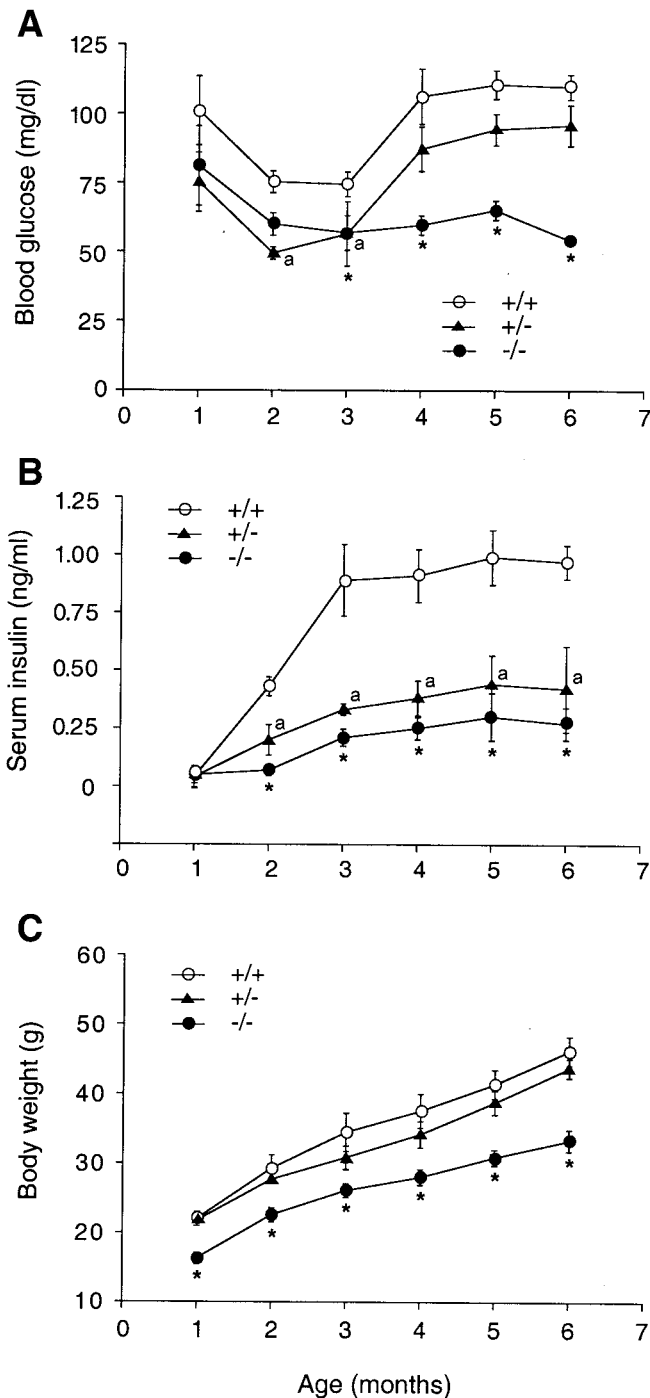 A
125
100
75
50
25
0
Blood glucose (mg/dl)
a
a
*
*
*
*
+/+
+/-
-/-
0 1 2 3 4 5 6 7
B
1.25
1.00
0.75
0.50
0.25
0
Serum insulin (ng/ml)
+/+
+/-
-/-
a
a
a
a
a
*
*
*
*
*
0 1 2 3 4 5 6 7
C
60
50
40
30
20
10
Body weight (g)
+/+
+/-
-/-
*
*
*
*
*
*
0 1 2 3 4 5 6 7
Age (months)